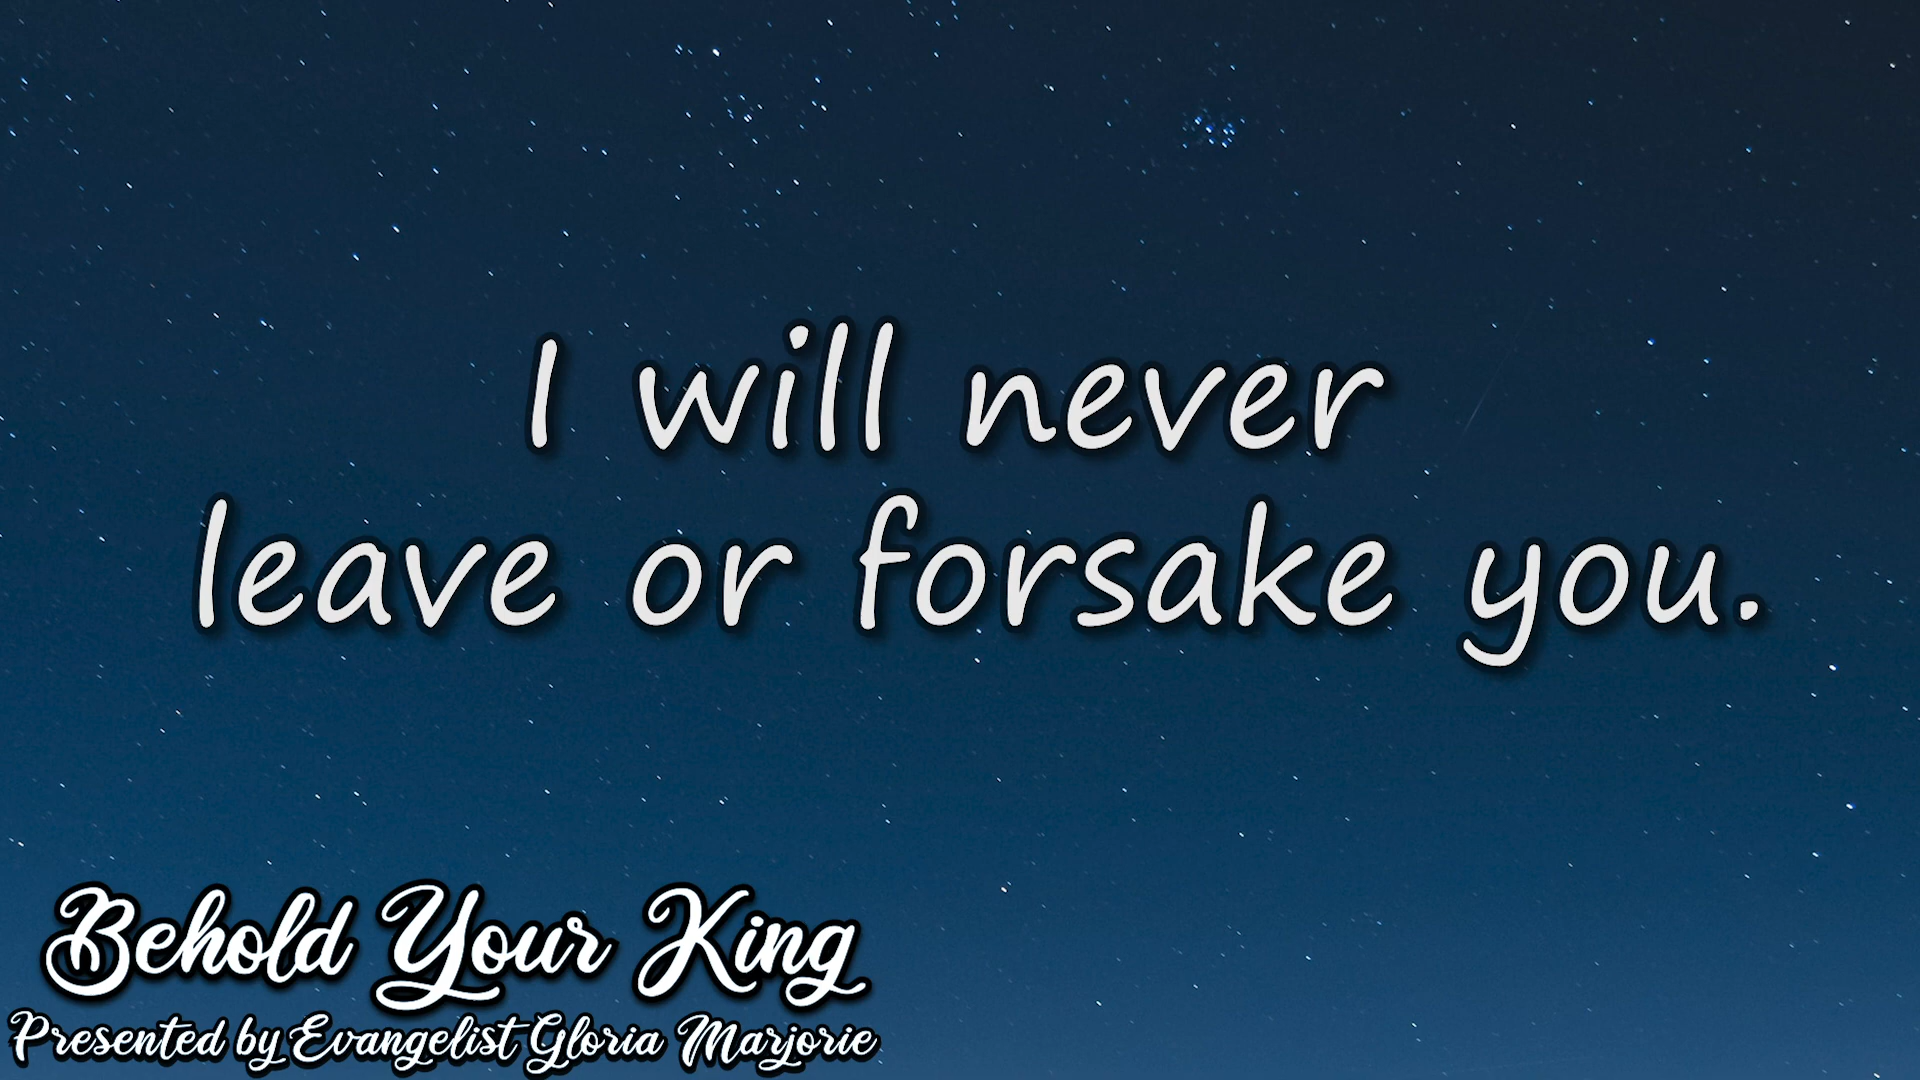 I will never
leave or forsake you.
Behold Your King
Presented by Evangelist Gloria Marjorie